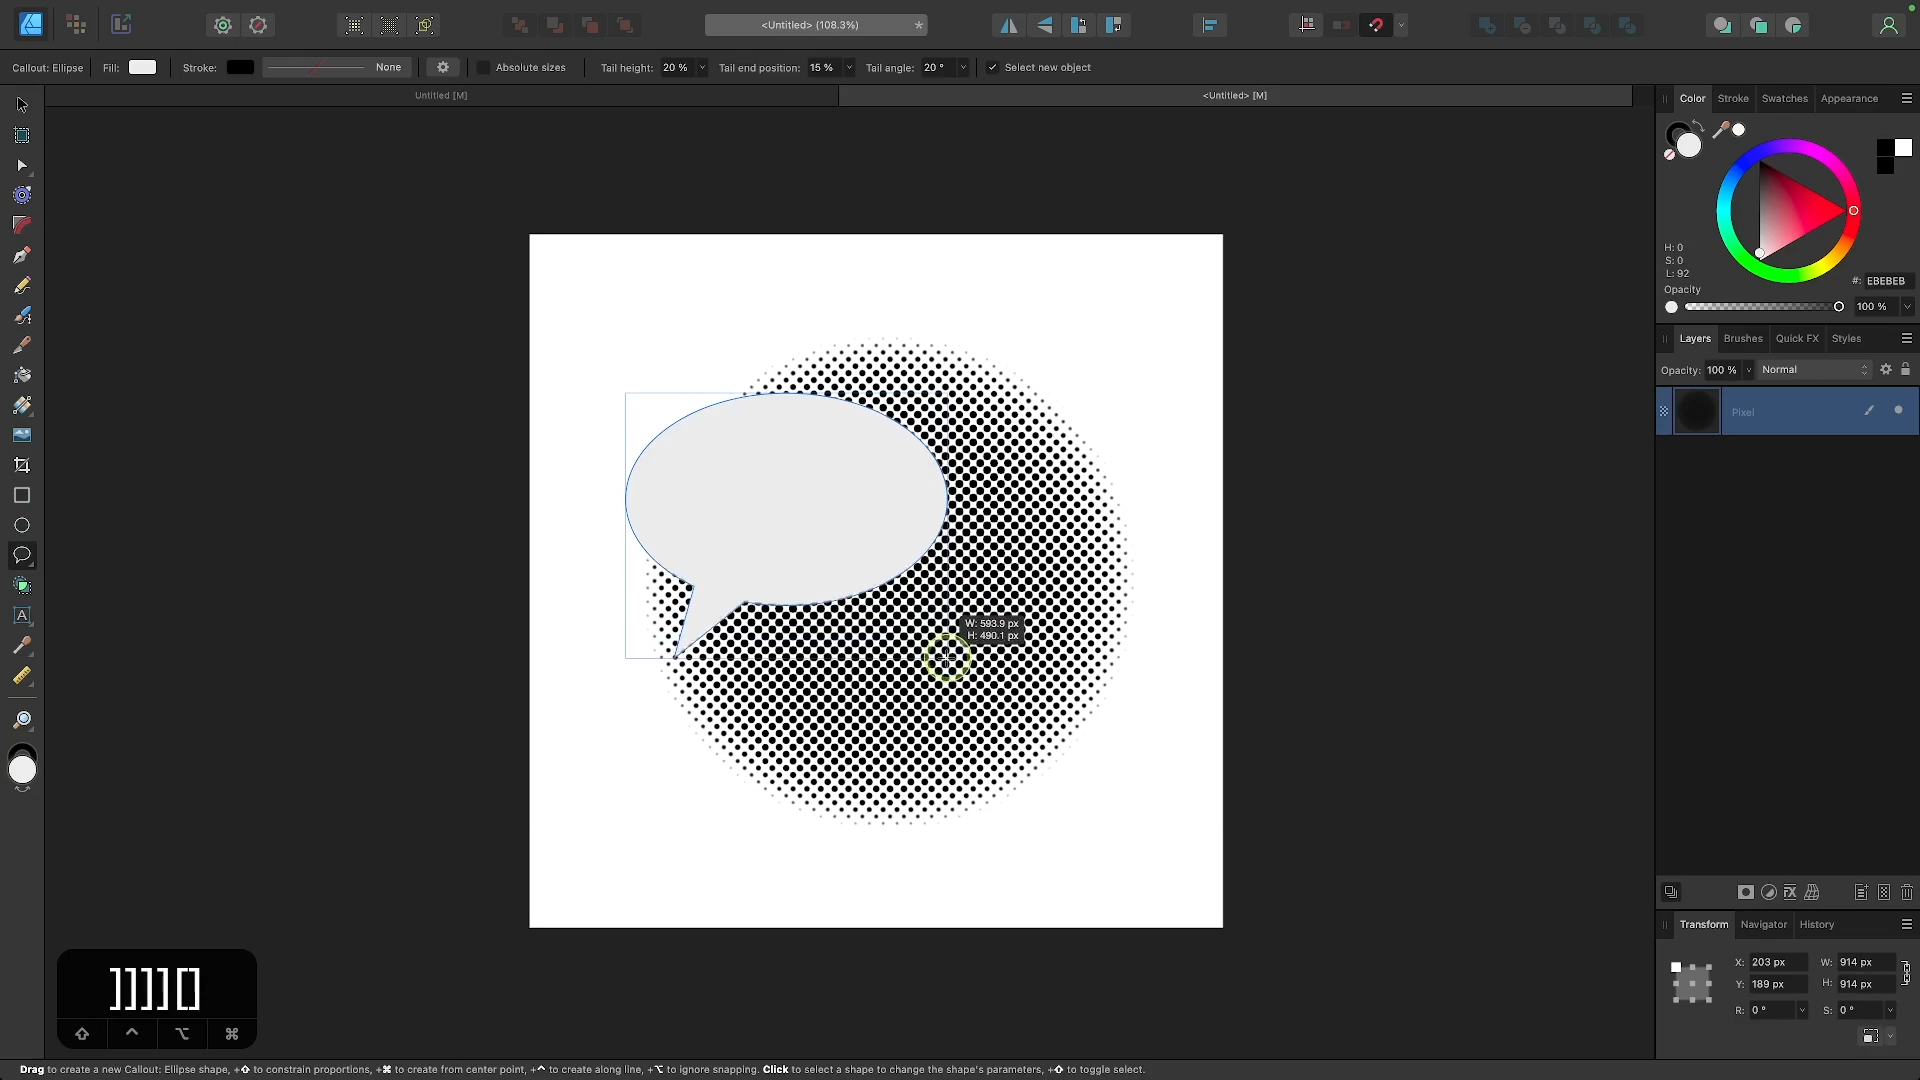 <Untitled> (108.3%)
*
Callout: Ellipse
Fill:
Stroke:
None
Absolute sizes
Tail height: 20 %
Tail end position: 15 %
Tail angle: 20 °
Select new object
Untitled [M]
<Untitled> [M]
Color
Stroke
Swatches
Appearance
H: 0
S: 0
L: 92
#: EBEBEB
Opacity
100 %
Layers
Brushes
Quick FX
Styles
Opacity: 100 %
Normal
Pixel
W: 593.9 px
H: 490.1 px
Transform
Navigator
History
X: 203 px
W: 914 px
Y: 189 px
H: 914 px
R: 0 °
S: 0 °
]]]][]
Drag to create a new Callout: Ellipse shape, +⇧ to constrain proportions, +⌘ to create from center point, +^ to create along line, +⌥ to ignore snapping. Click to select a shape to change the shape's parameters, +⇧ to toggle select.